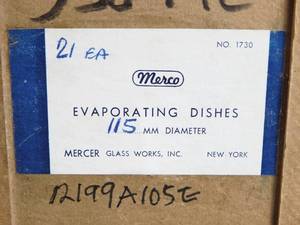 21 EA
NO. 1730
Merco
EVAPORATING DISHES
115 MM DIAMETER
MERCER GLASS WORKS, INC. NEW YORK
12199A105E